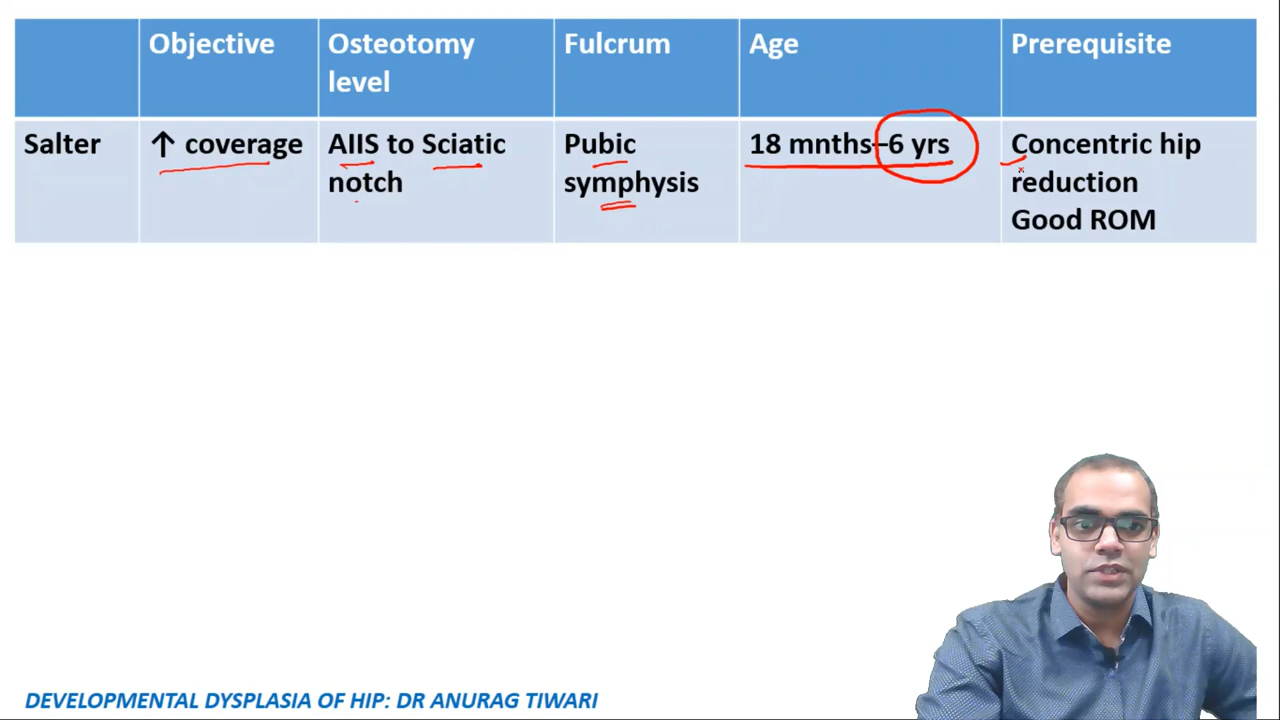 Objective
Osteotomy
level
Fulcrum
Age
Prerequisite
Salter
↑ coverage
AIIS to Sciatic
notch
Pubic
symphysis
18 mnths–6 yrs
Concentric hip
reduction
Good ROM
DEVELOPMENTAL DYSPLASIA OF HIP: DR ANURAG TIWARI